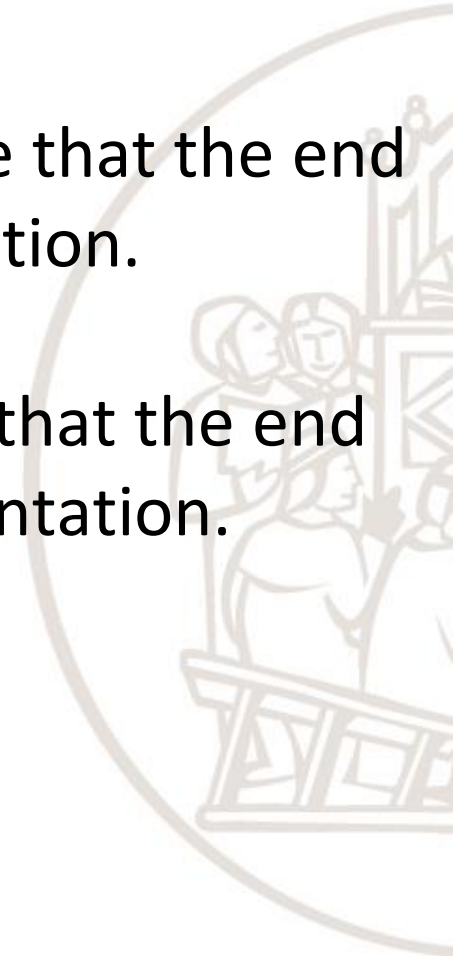 e that the end
tion.
that the end
ntation.